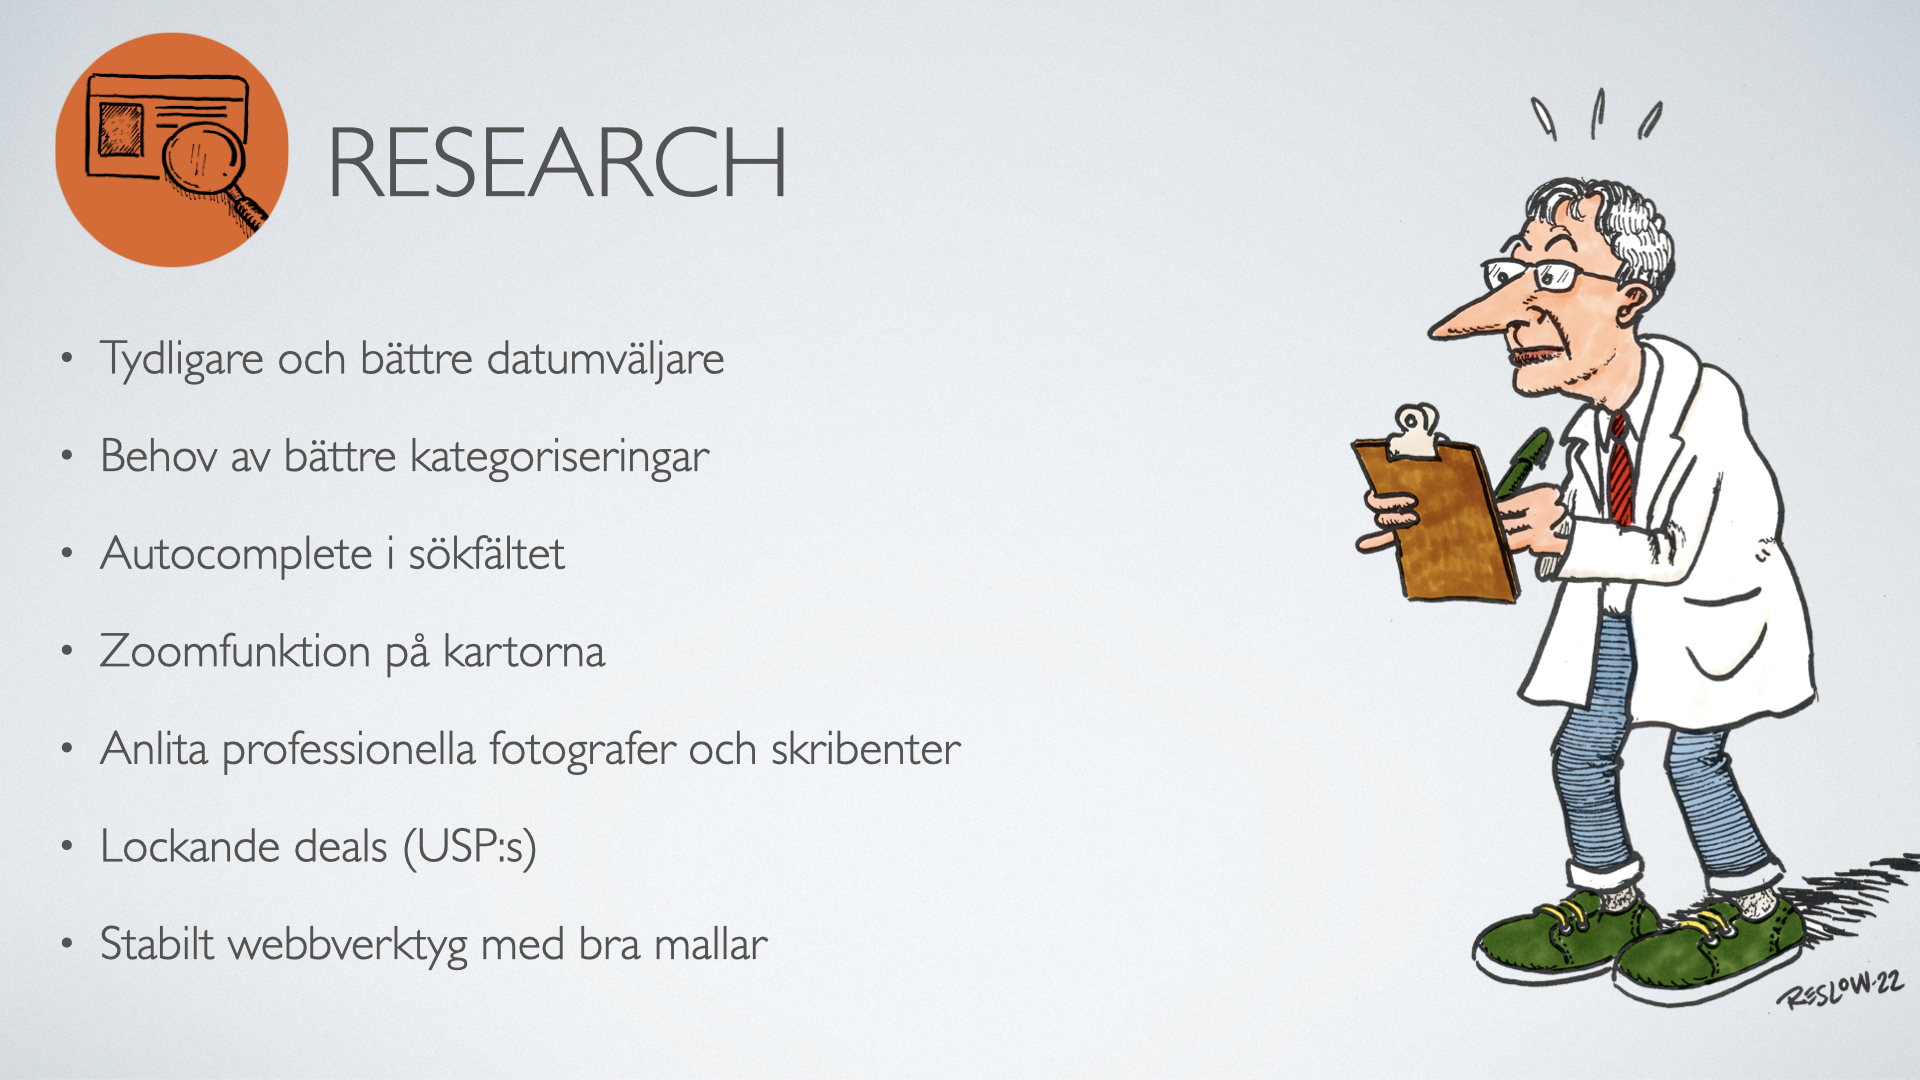 RESEARCH
• Tydligare och bättre datumväljare
• Behov av bättre kategoriseringar
• Autocomplete i sökfältet
• Zoomfunktion på kartorna
• Anlita professionella fotografer och skribenter
• Lockande deals (USP:s)
• Stabilt webbverktyg med bra mallar
RESLOW-22